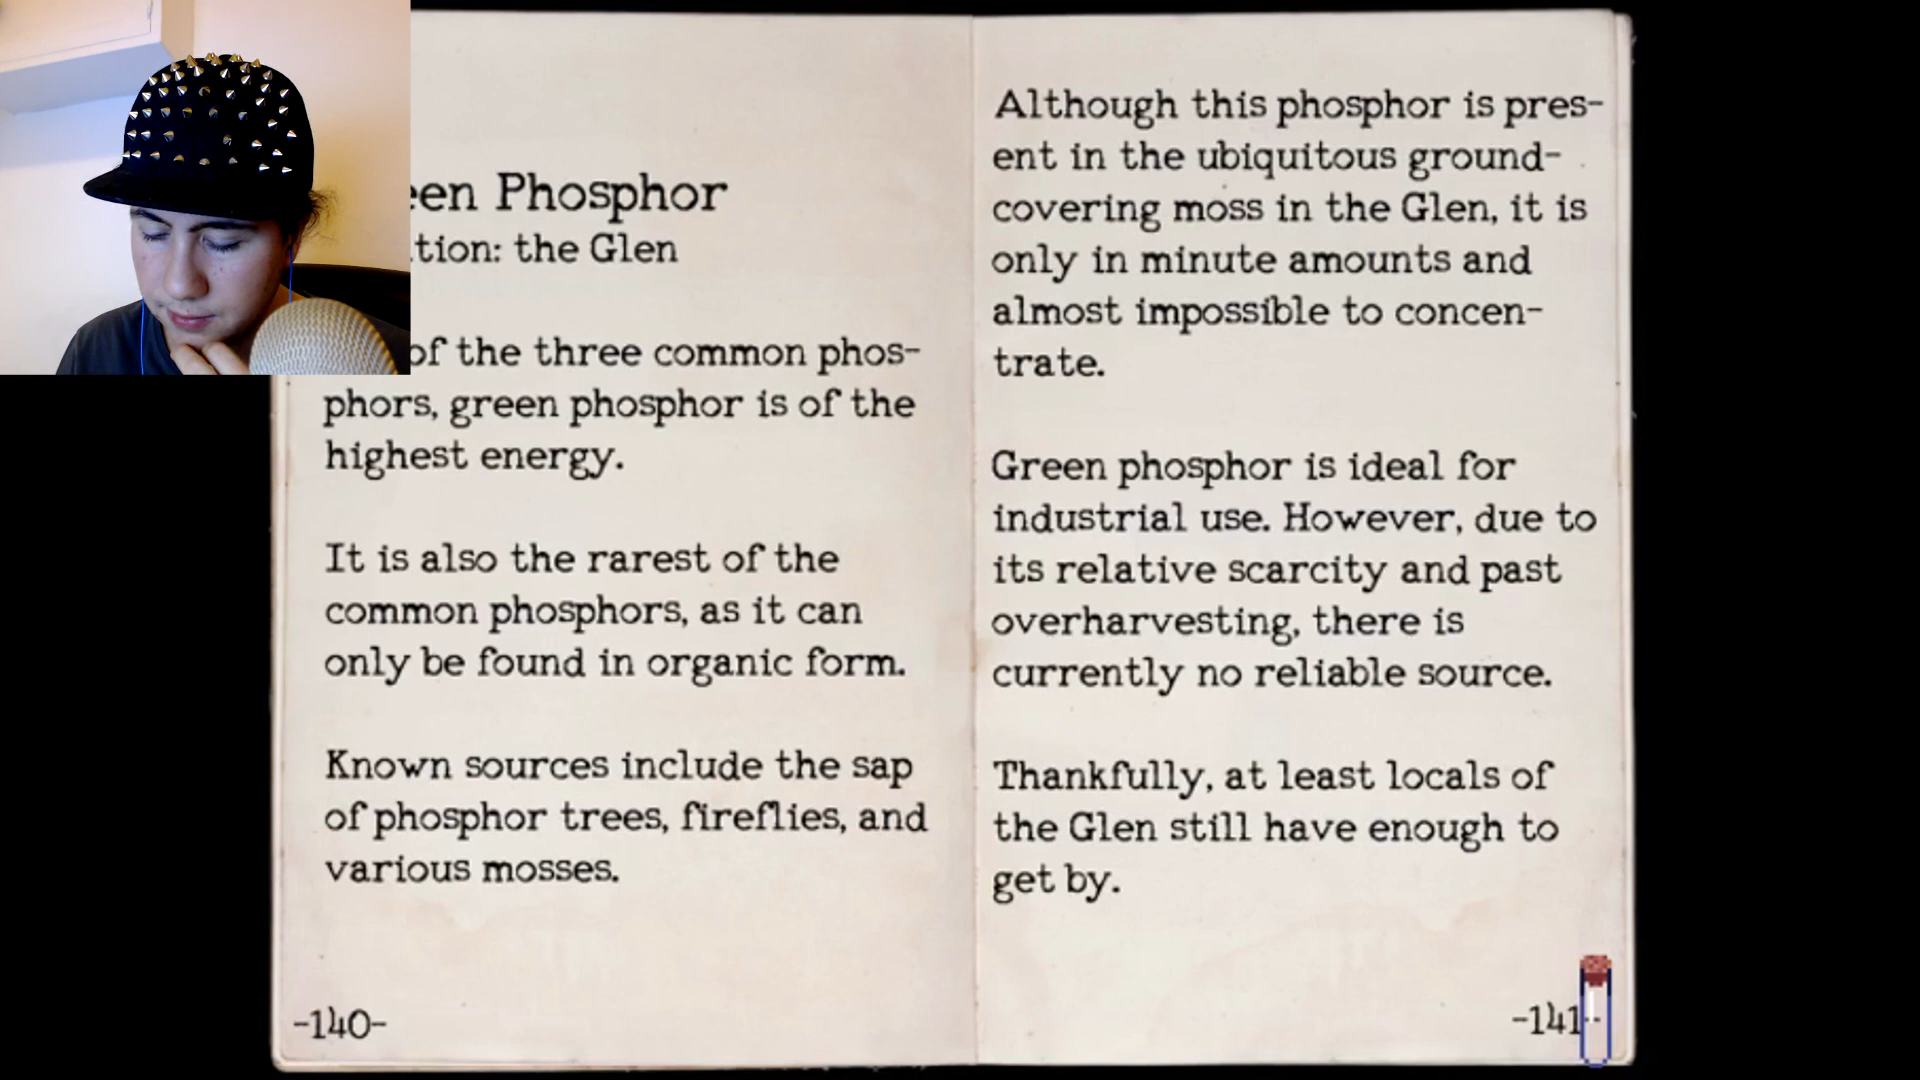 Phosphor
the Glen
of the three common phos-
phors, green phosphor is of the
highest energy.
It is also the rarest of the
common phosphors, as it can
only be found in organic form.
Known sources include the sap
of phosphor trees, fireflies, and
various mosses.
-140-
Although this phosphor is pres-
ent in the ubiquitous ground-
covering moss in the Glen, it is
only in minute amounts and
almost impossible to concen-
trate.
Green phosphor is ideal for
industrial use. However, due to
its relative scarcity and past
overharvesting, there is
currently no reliable source.
Thankfully, at least locals of
the Glen still have enough to
get by.
-141-